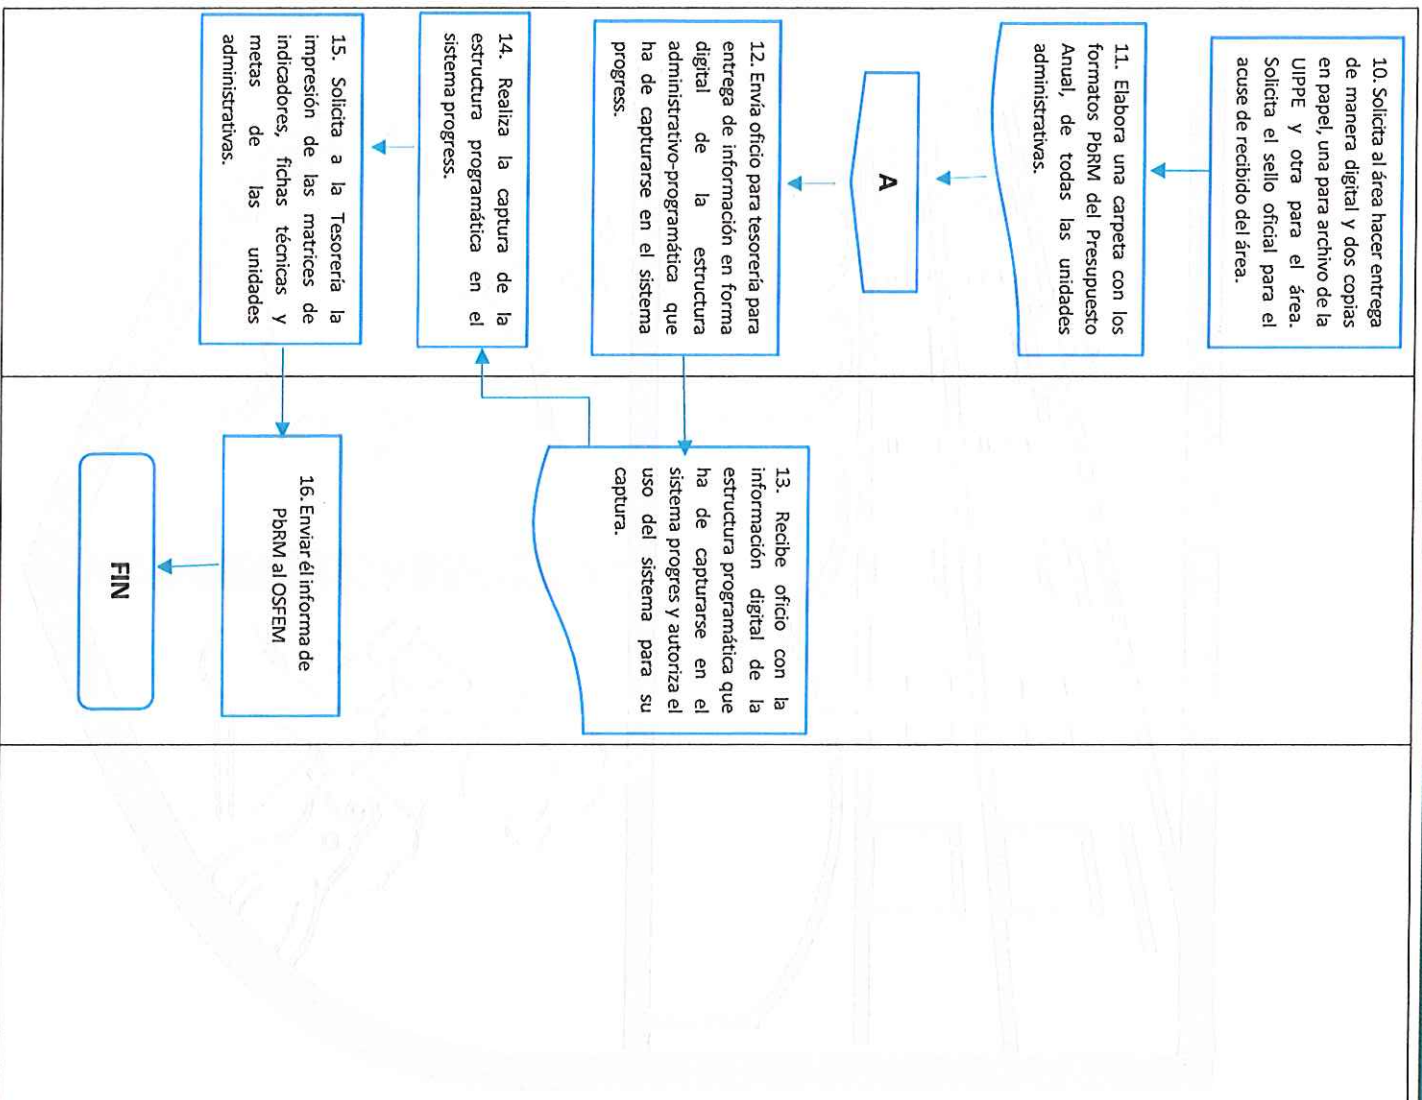 10. Solicita al área hacer entrega
de manera digital y dos copias
en papel, una para archivo de la
UIPPE y otra para el área.
Solicita el sello oficial para el
acuse de recibido del área.
11. Elabora una carpeta con los
formatos PbRM del Presupuesto
Anual, de todas las unidades
administrativas.
A
12. Envía oficio para tesorería para
entrega de información en forma
digital de la estructura
administrativo-programática que
ha de capturarse en el sistema
progress.
13. Recibe oficio con la
información digital de la
estructura programática que
ha de capturarse en el
sistema progres y autoriza el
uso del sistema para su
captura.
14. Realiza la captura de la
estructura programática en el
sistema progress.
15. Solicita a la Tesorería la
impresión de las matrices de
indicadores, fichas técnicas y
metas de las unidades
administrativas.
16. Enviar él informa de
PbRM al OSFEM
FIN